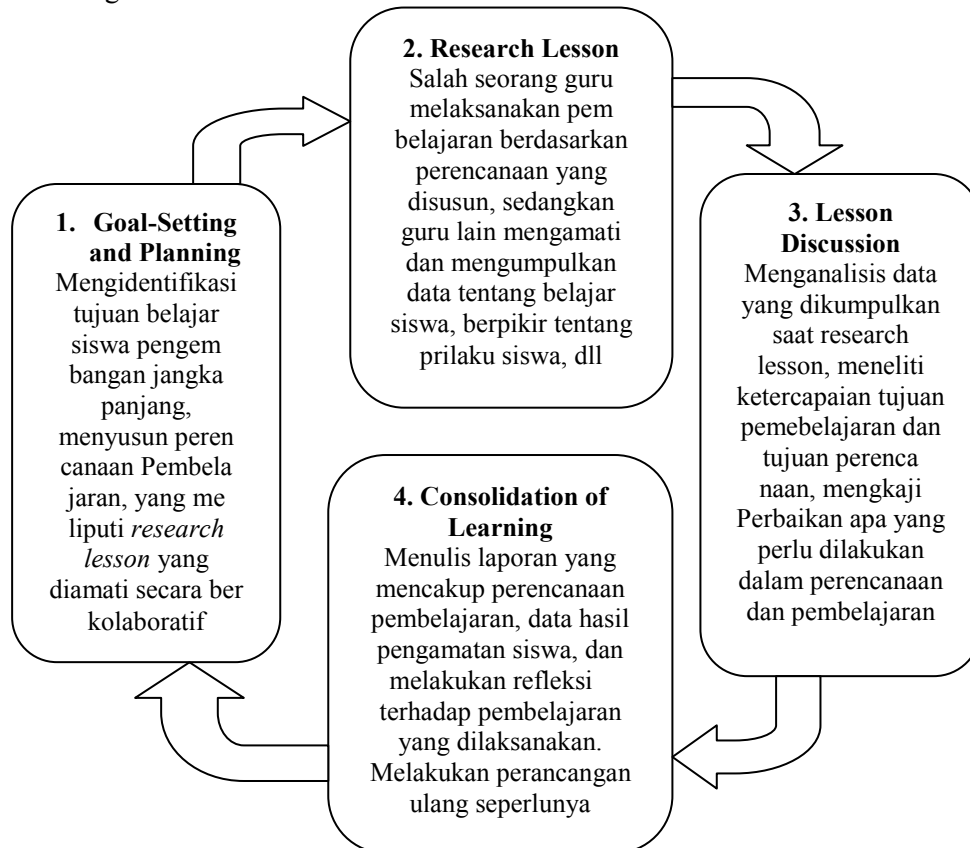 1. Goal-Setting
and Planning
Mengidentifikasi
tujuan belajar
siswa pengem
bangan jangka
panjang,
menyusun peren
canaan Pembela
jaran, yang me
liputi research
lesson yang
diamati secara ber
kolaboratif
2. Research Lesson
Salah seorang guru
melaksanakan pem
belajaran berdasarkan
perencanaan yang
disusun, sedangkan
guru lain mengamati
dan mengumpulkan
data tentang belajar
siswa, berpikir tentang
prilaku siswa, dll
3. Lesson
Discussion
Menganalisis data
yang dikumpulkan
saat research
lesson, meneliti
ketercapaian tujuan
pemebelajaran dan
tujuan perenca
naan, mengkaji
Perbaikan apa yang
perlu dilakukan
dalam perencanaan
dan pembelajaran
4. Consolidation of
Learning
Menulis laporan yang
mencakup perencanaan
pembelajaran, data hasil
pengamatan siswa, dan
melakukan refleksi
terhadap pembelajaran
yang dilaksanakan.
Melakukan perancangan
ulang seperlunya